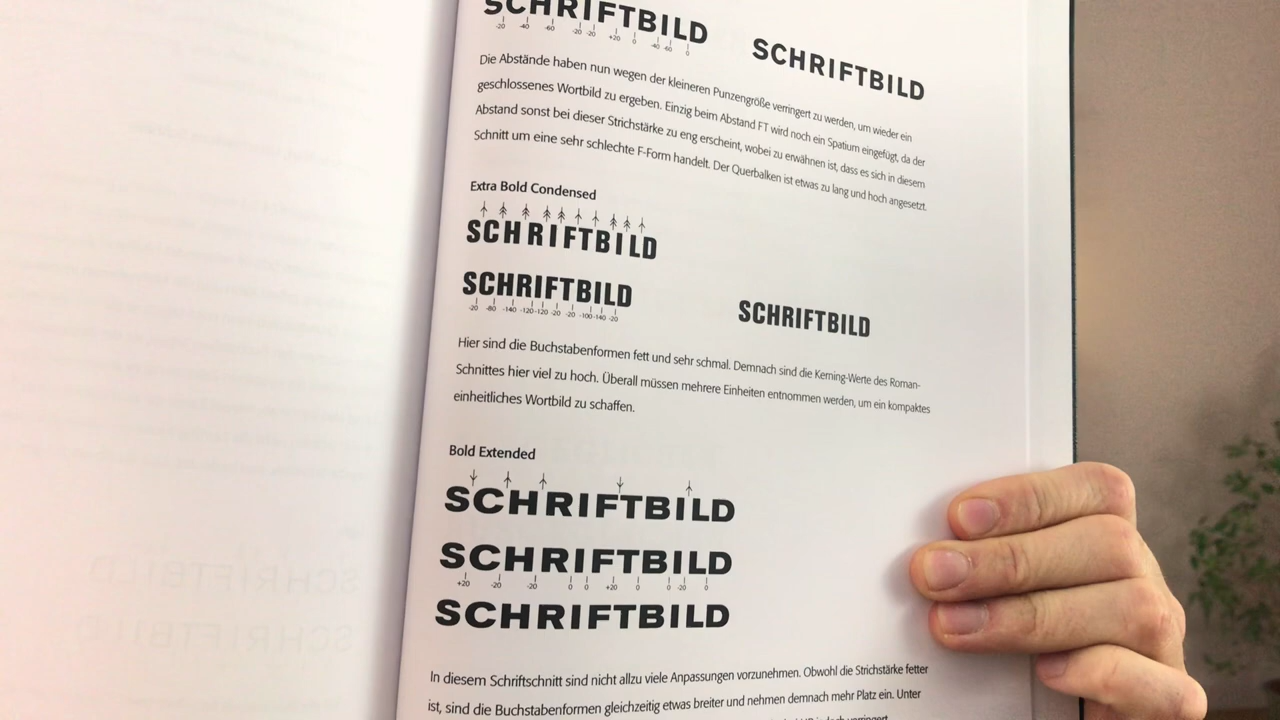 SCHRIFTBILD
-20 -40 -60 -20 -20 +20 0 -40 -60 0
SCHRIFTBILD
Die Abstände haben nun wegen der kleineren Punzengröße verringert zu werden, um wieder ein
geschlossenes Wortbild zu ergeben. Einzig beim Abstand FT wird noch ein Spatium eingefügt, da der
Abstand sonst bei dieser Strichstärke zu eng erscheint, wobei zu erwähnen ist, dass es sich in diesem
Schnitt um eine sehr schlechte F-Form handelt. Der Querbalken ist etwas zu lang und hoch angesetzt.
Extra Bold Condensed
SCHRIFTBILD
SCHRIFTBILD
-20 -80 -140 -120 -120 -20 -20 -100 -140 -20
SCHRIFTBILD
Hier sind die Buchstabenformen fett und sehr schmal. Demnach sind die Kerning-Werte des Roman-
Schnittes hier viel zu hoch. Überall müssen mehrere Einheiten entnommen werden, um ein kompaktes
einheitliches Wortbild zu schaffen.
Bold Extended
SCHRIFTBILD
SCHRIFTBILD
+20 -20 -20 0 0 +20 0 0 -20 0
SCHRIFTBILD
In diesem Schriftschnitt sind nicht allzu viele Anpassungen vorzunehmen. Obwohl die Strichstärke fetter
ist, sind die Buchstabenformen gleichzeitig etwas breiter und nehmen demnach mehr Platz ein. Unter